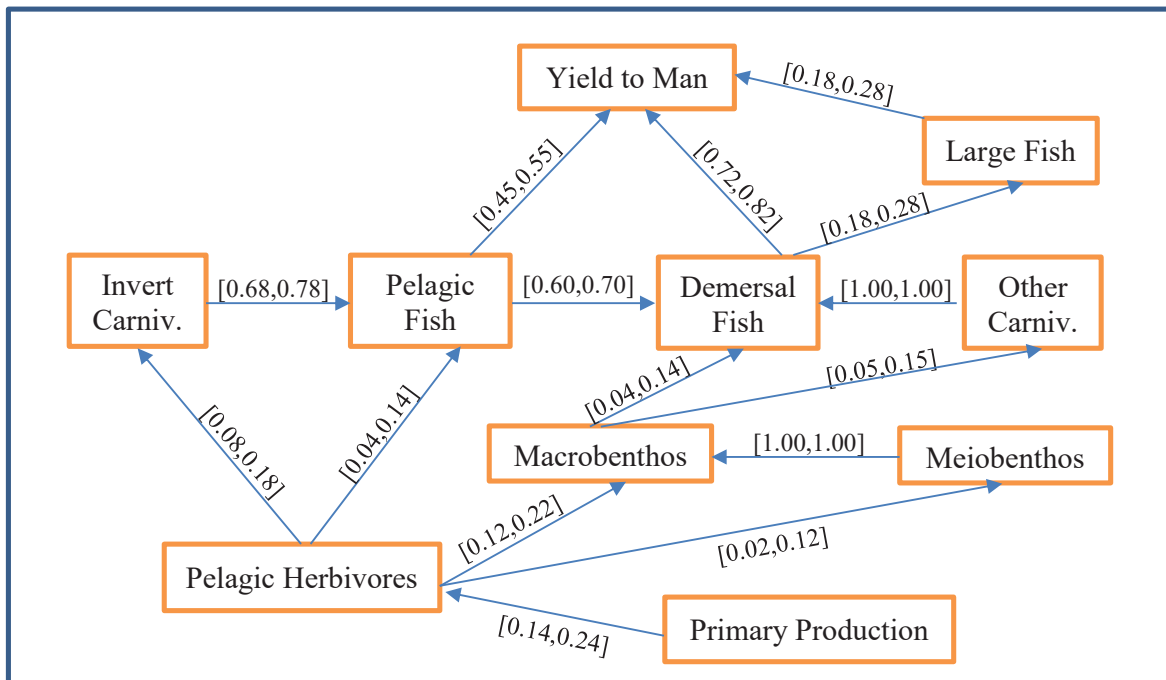 Yield to Man
[0.18,0.28]
Large Fish
[0.45,0.55]
[0.72,0.82]
[0.18,0.28]
Invert
Carniv.
[0.68,0.78]
Pelagic
Fish
[0.60,0.70]
Demersal
Fish
[1.00,1.00]
Other
Carniv.
[0.04,0.14]
[0.05,0.15]
[0.08,0.18]
[0.04,0.14]
Macrobenthos
[1.00,1.00]
Meiobenthos
[0.12,0.22]
[0.02,0.12]
Pelagic Herbivores
[0.14,0.24]
Primary Production